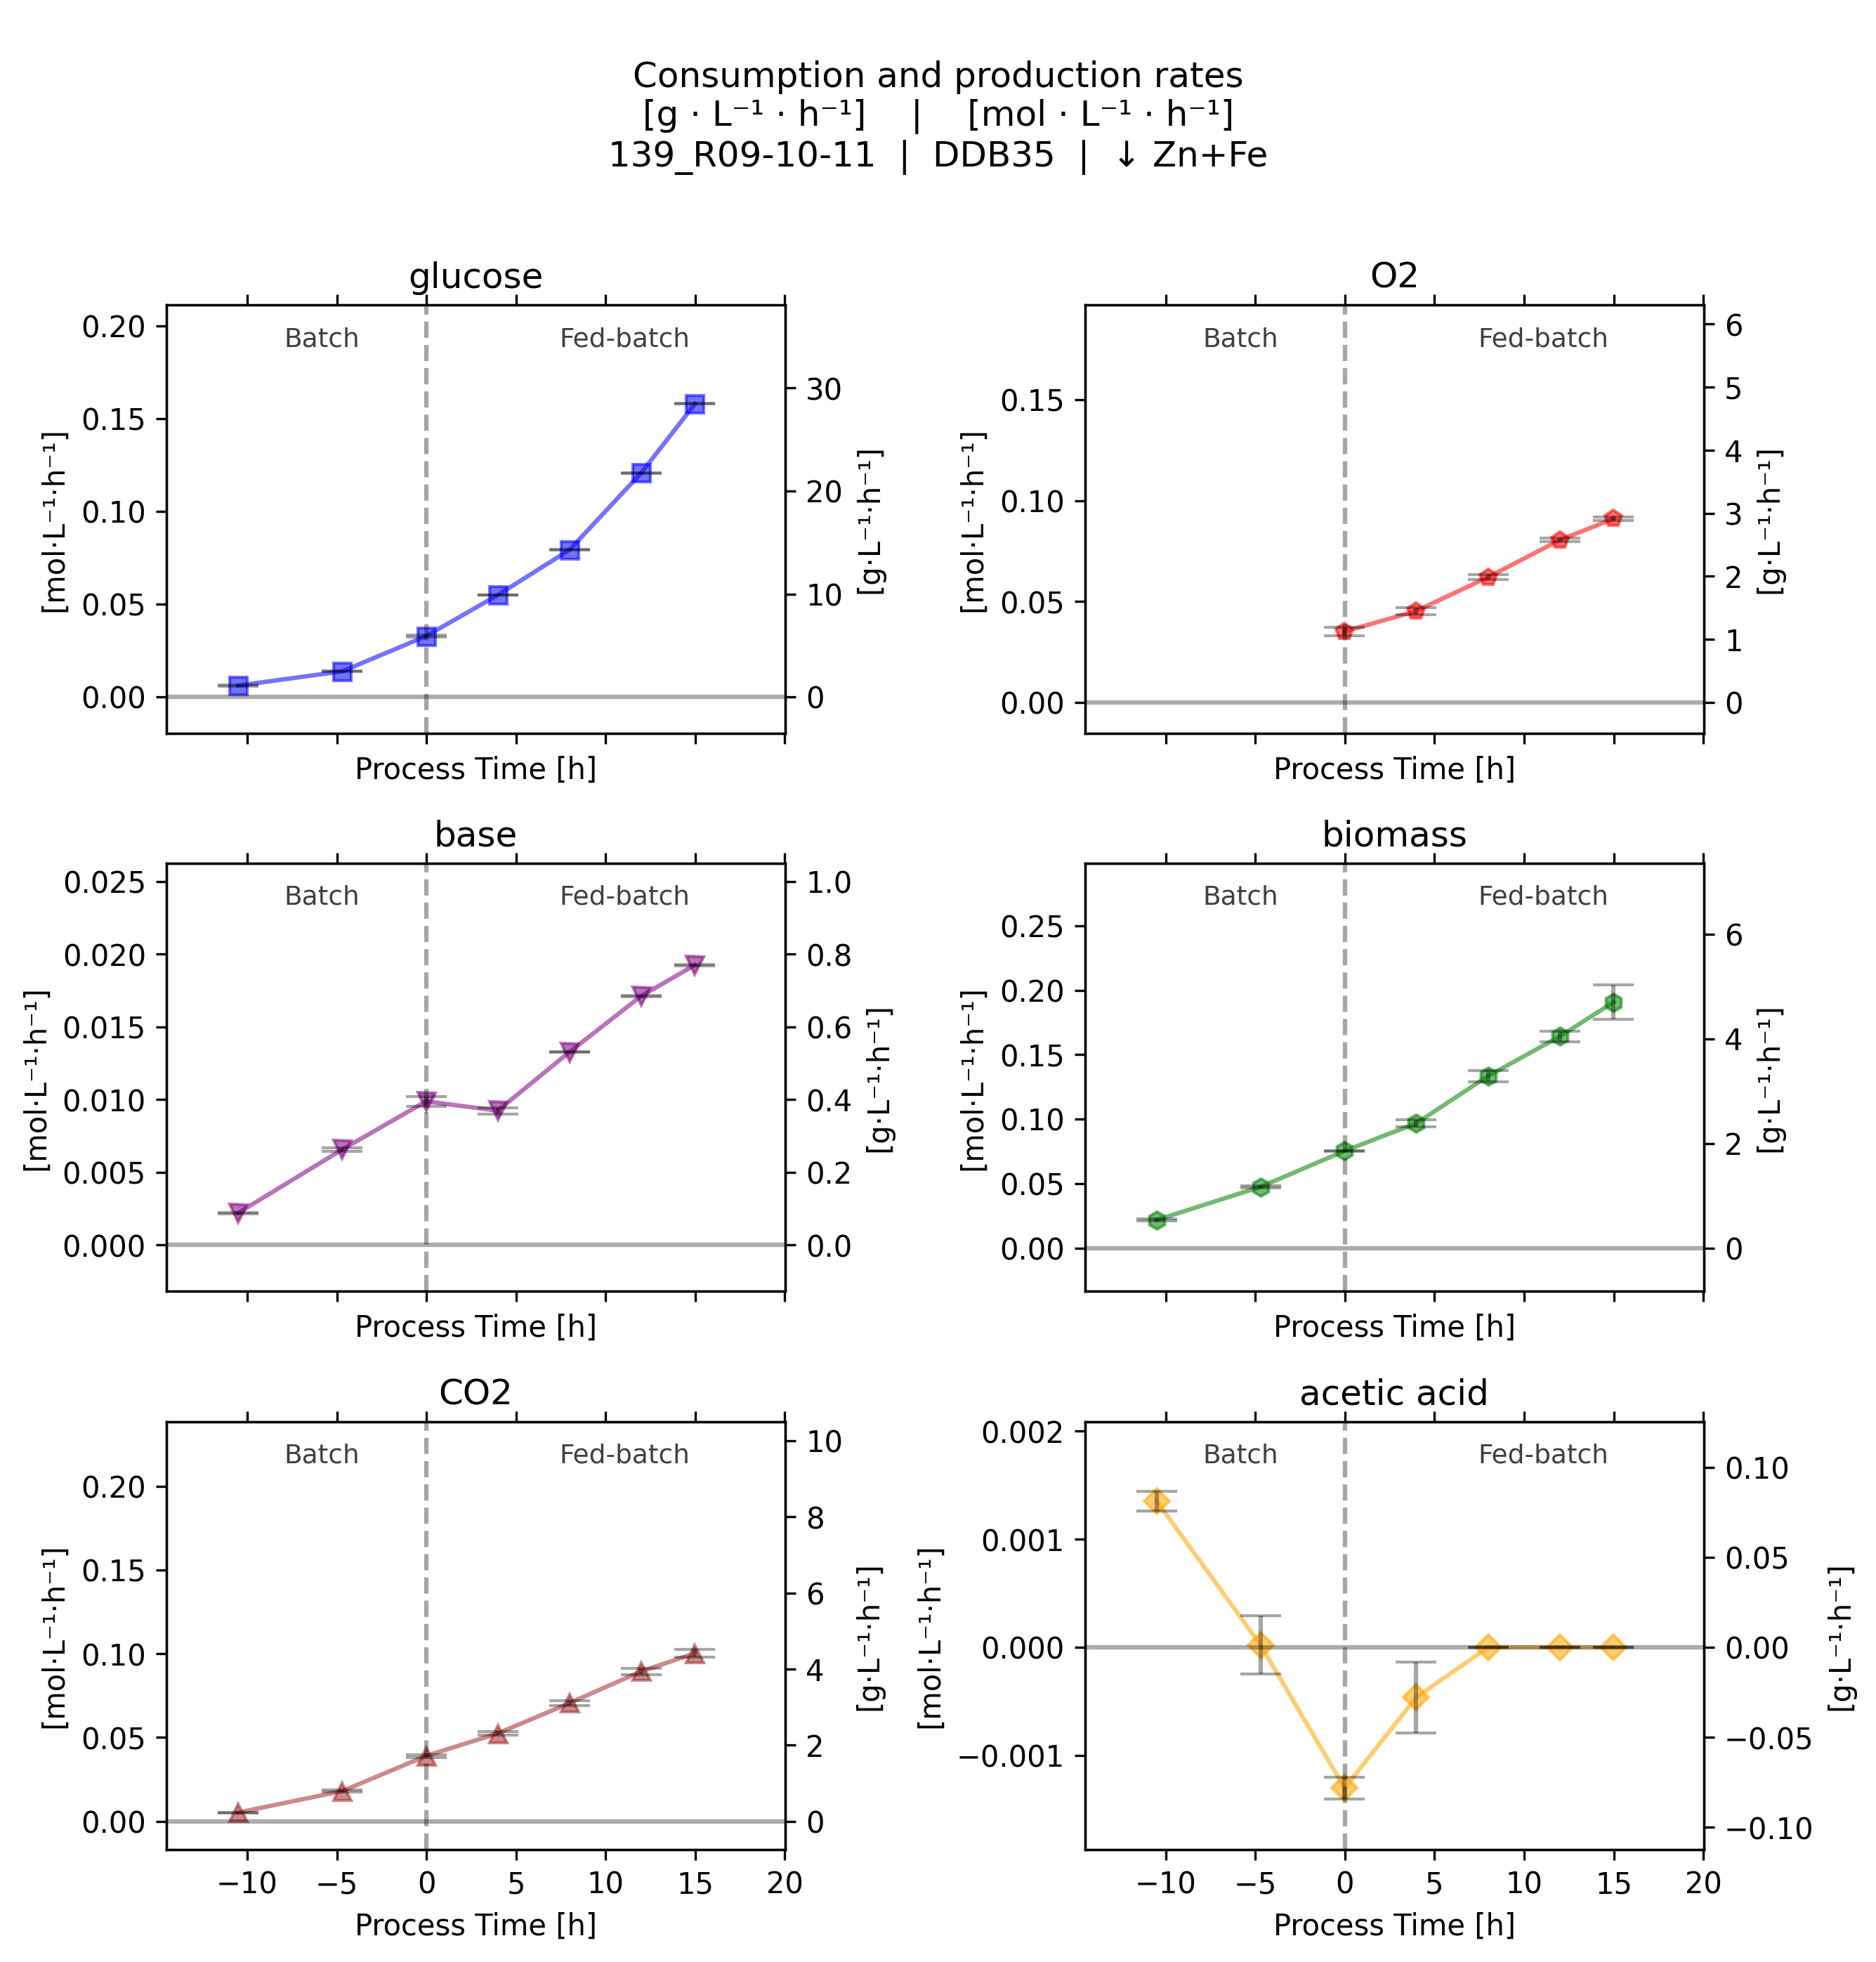 Consumption and production rates
[g · L⁻¹ · h⁻¹]    |    [mol · L⁻¹ · h⁻¹]
139_R09-10-11  |  DDB35  |  ↓ Zn+Fe
glucose
Batch
Fed-batch
0.20
0.15
0.10
0.05
0.00
[mol·L⁻¹·h⁻¹]
30
20
10
0
[g·L⁻¹·h⁻¹]
Process Time [h]
O2
Batch
Fed-batch
0.15
0.10
0.05
0.00
[mol·L⁻¹·h⁻¹]
6
5
4
3
2
1
0
[g·L⁻¹·h⁻¹]
Process Time [h]
base
Batch
Fed-batch
0.025
0.020
0.015
0.010
0.005
0.000
[mol·L⁻¹·h⁻¹]
1.0
0.8
0.6
0.4
0.2
0.0
[g·L⁻¹·h⁻¹]
Process Time [h]
biomass
Batch
Fed-batch
0.25
0.20
0.15
0.10
0.05
0.00
[mol·L⁻¹·h⁻¹]
6
4
2
0
[g·L⁻¹·h⁻¹]
Process Time [h]
CO2
Batch
Fed-batch
0.20
0.15
0.10
0.05
0.00
[mol·L⁻¹·h⁻¹]
10
8
6
4
2
0
[g·L⁻¹·h⁻¹]
−10 −5 0 5 10 15 20
Process Time [h]
acetic acid
Batch
Fed-batch
0.002
0.001
0.000
−0.001
[mol·L⁻¹·h⁻¹]
0.10
0.05
0.00
−0.05
−0.10
[g·L⁻¹·h⁻¹]
−10 −5 0 5 10 15 20
Process Time [h]